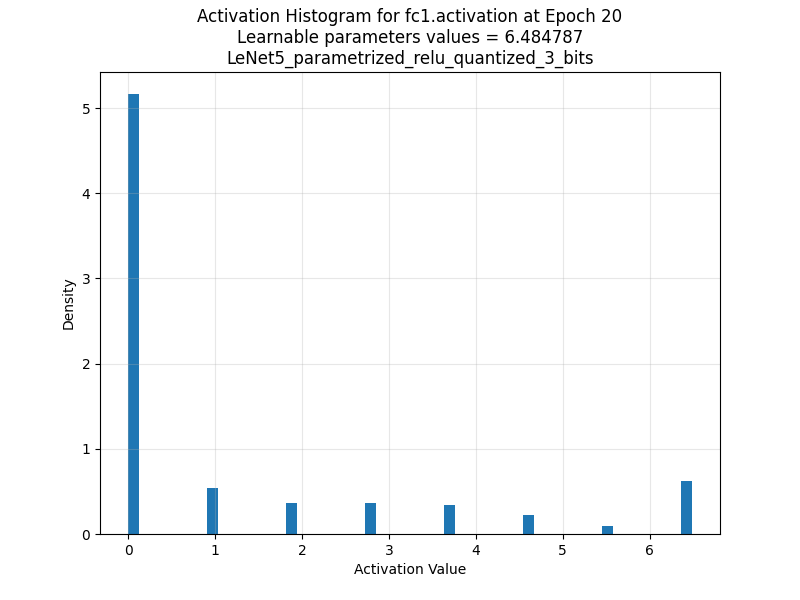 Activation Histogram for fc1.activation at Epoch 20
Learnable parameters values = 6.484787
LeNet5_parametrized_relu_quantized_3_bits
5
4
3
2
1
0
Density
0 1 2 3 4 5 6
Activation Value